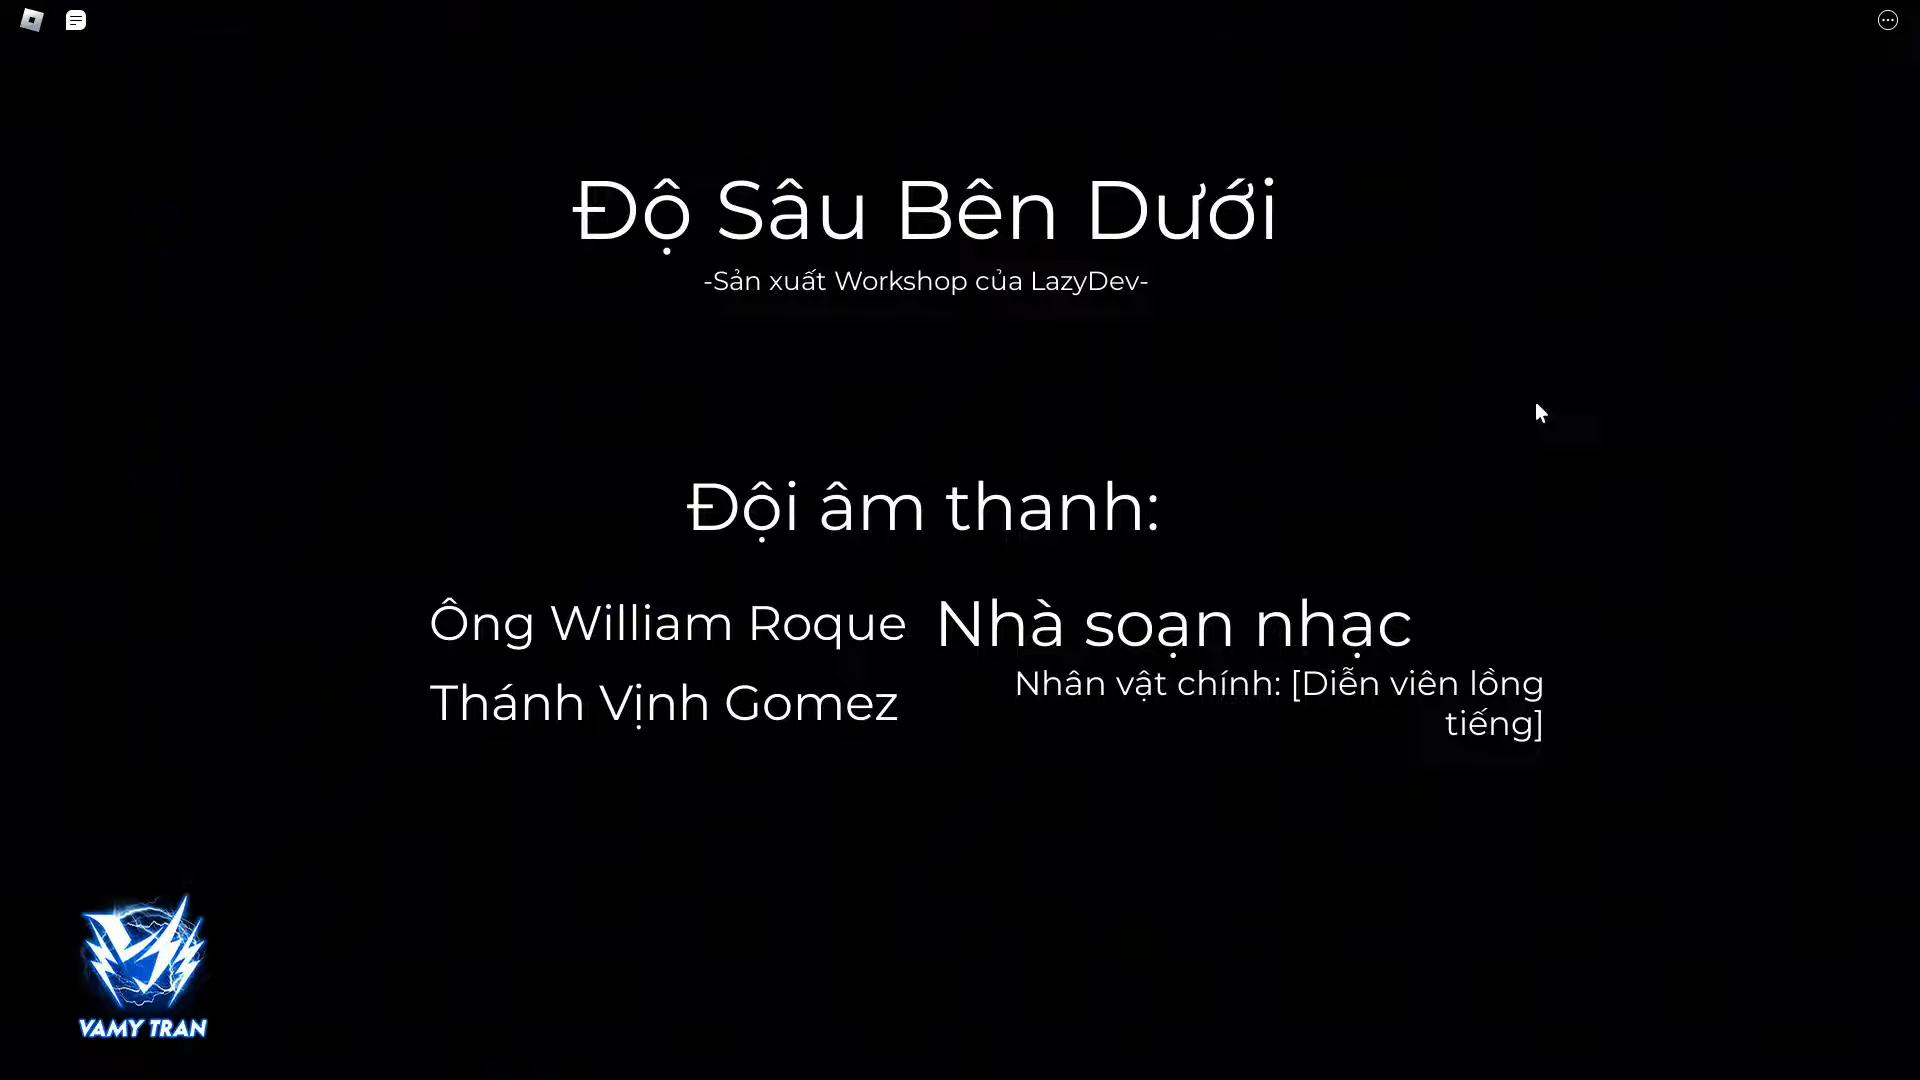 Độ Sâu Bên Dưới
-Sản xuất Workshop của LazyDev-
Đội âm thanh:
Ông William Roque
Nhà soạn nhạc
Thánh Vịnh Gomez
Nhân vật chính: [Diễn viên lồng
tiếng]
VAMY TRAN